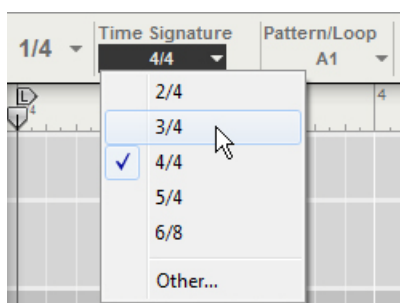 Time Signature
Pattern/Loop
1/4
4/4
A1
L
4
4
2/4
3/4
4/4
5/4
6/8
Other...